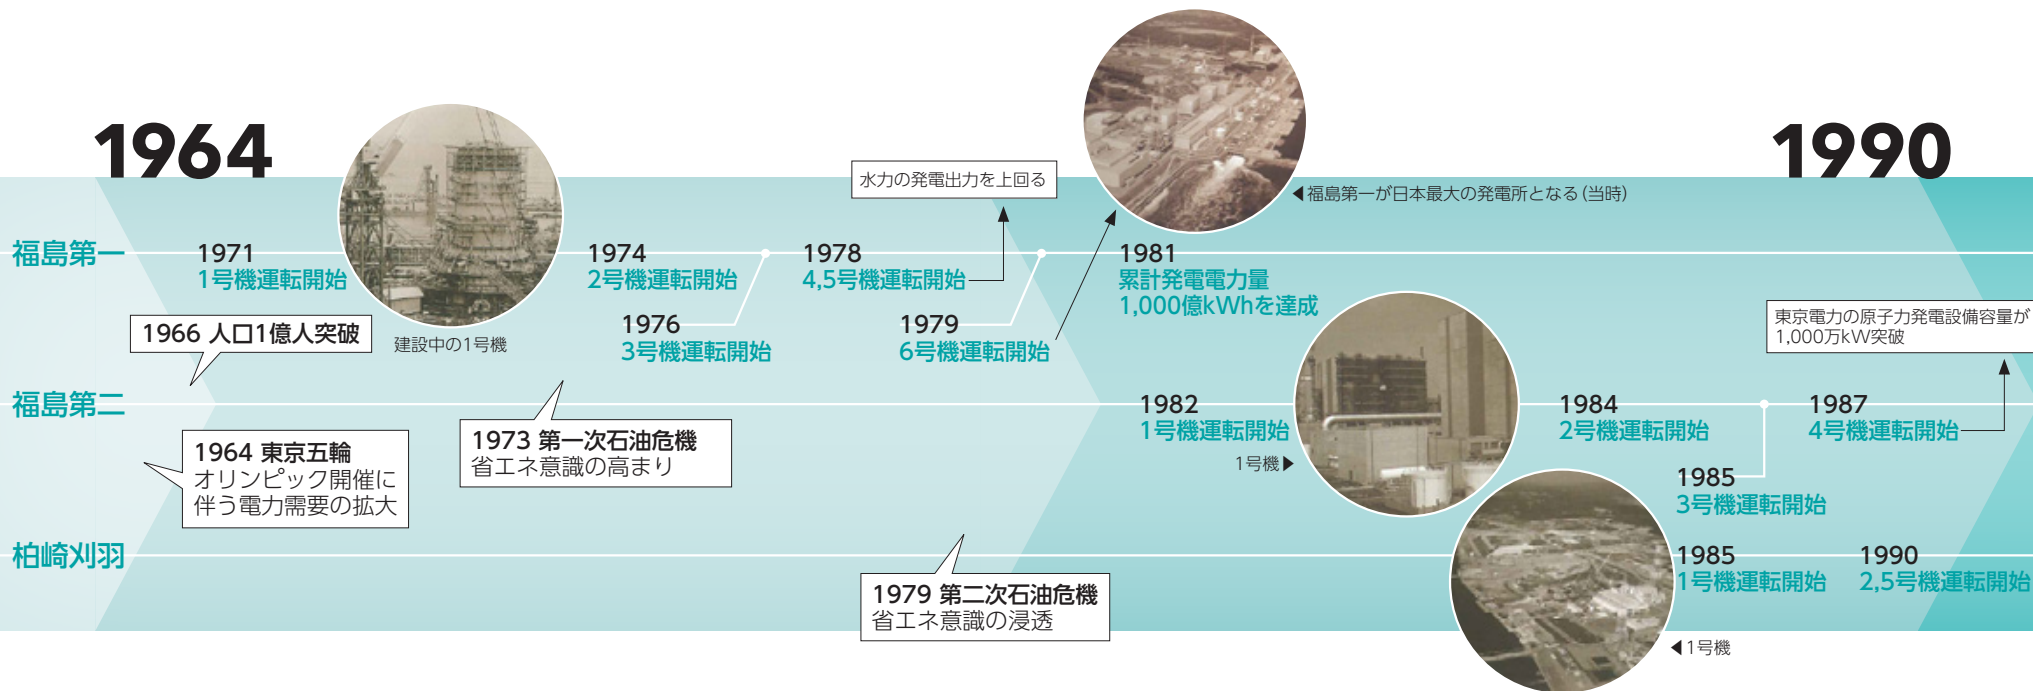 1964
1990
水力の発電出力を上回る
◀福島第一が日本最大の発電所となる(当時)
福島第一
1971
1号機運転開始
建設中の1号機
1974
2号機運転開始
1976
3号機運転開始
1978
4,5号機運転開始
1979
6号機運転開始
1981
累計発電電力量
1,000億kWhを達成
1966 人口1億人突破
東京電力の原子力発電設備容量が
1,000万kW突破
福島第二
1982
1号機運転開始
1号機▶
1984
2号機運転開始
1985
3号機運転開始
1987
4号機運転開始
1964 東京五輪
オリンピック開催に
伴う電力需要の拡大
1973 第一次石油危機
省エネ意識の高まり
柏崎刈羽
1985
1号機運転開始
1990
2,5号機運転開始
1979 第二次石油危機
省エネ意識の浸透
◀1号機